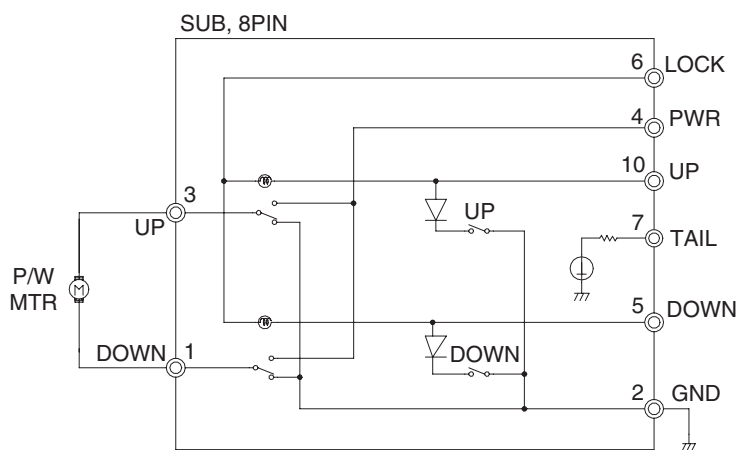 SUB, 8PIN
6 LOCK
4 PWR
10 UP
3
UP
UP
7 TAIL
P/W
MTR
M
5 DOWN
DOWN 1
DOWN
2 GND